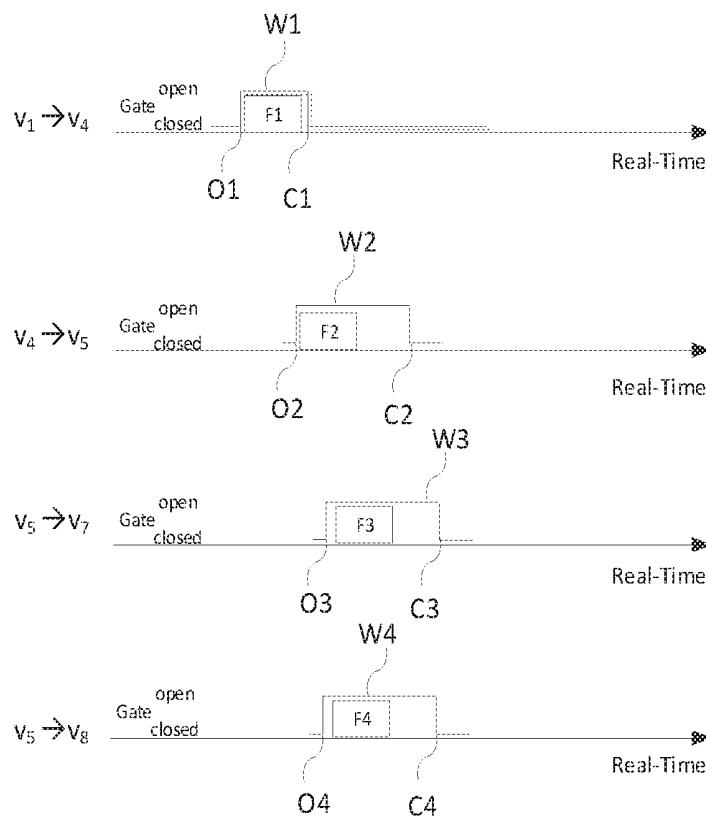 W1
open
Gate
v₁ → v₄
closed
F1
Real-Time
O1
C1
W2
open
Gate
v₄ → v₅
closed
F2
Real-Time
O2
C2
W3
open
Gate
v₅ → v₇
closed
F3
Real-Time
O3
C3
W4
open
Gate
v₅ → v₈
closed
F4
Real-Time
O4
C4